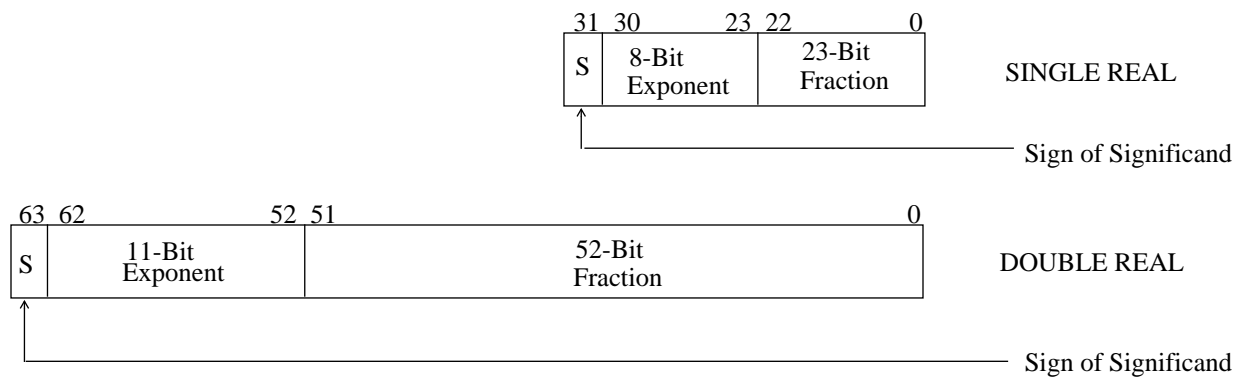 31 30 23 22 0
S 8-Bit Exponent 23-Bit Fraction SINGLE REAL
Sign of Significand
63 62 52 51 0
S 11-Bit Exponent 52-Bit Fraction DOUBLE REAL
Sign of Significand